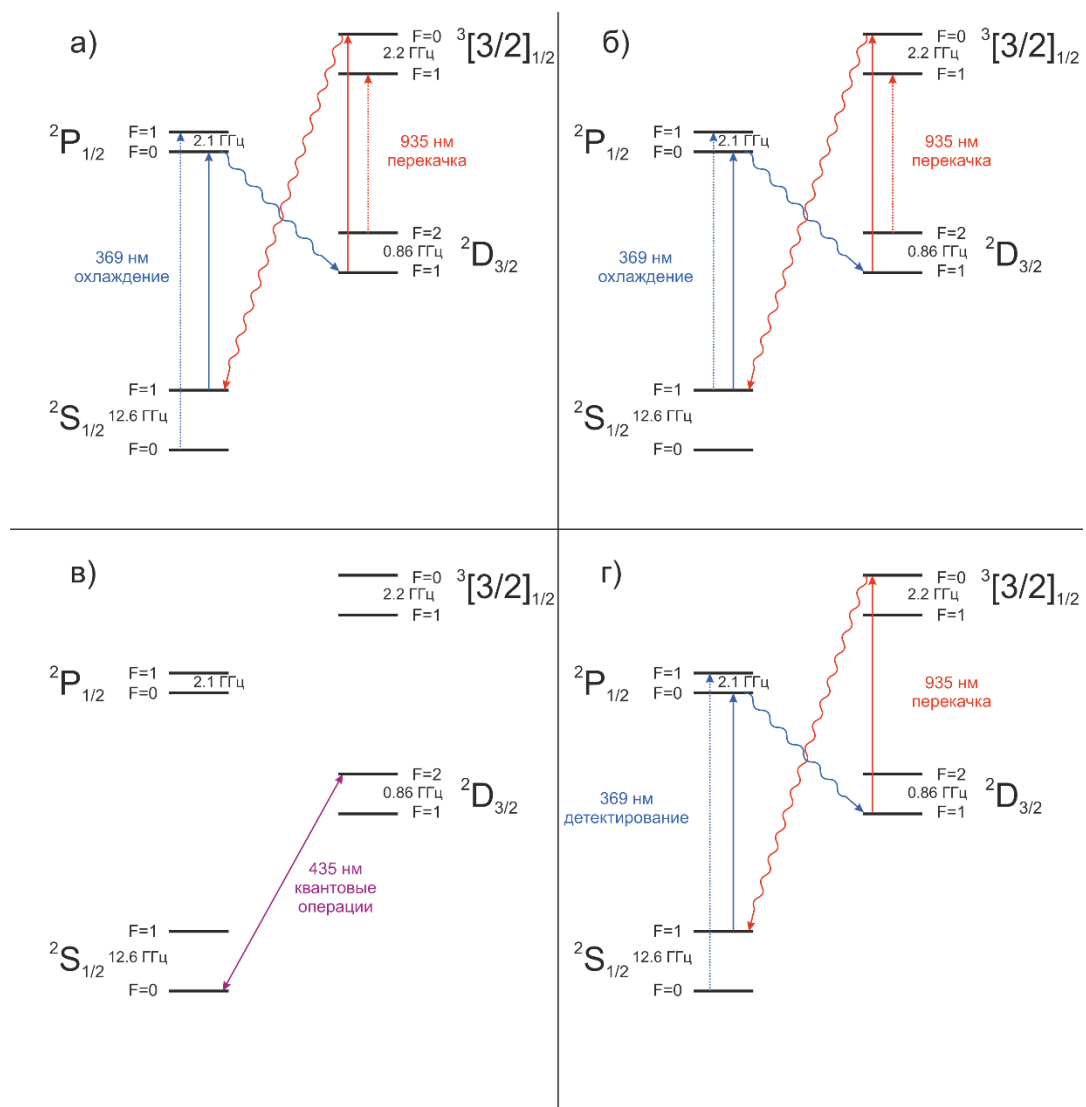 а)
F=0
2.2 ГГц
F=1
³[3/2]₁/₂
²P₁/₂
F=1
2.1 ГГц
F=0
935 нм
перекачка
F=2
0.86 ГГц
F=1
²D₃/₂
369 нм
охлаждение
F=1
²S₁/₂ 12.6 ГГц
F=0
б)
F=0
2.2 ГГц
F=1
³[3/2]₁/₂
²P₁/₂
F=1
2.1 ГГц
F=0
935 нм
перекачка
F=2
0.86 ГГц
F=1
²D₃/₂
369 нм
охлаждение
F=1
²S₁/₂ 12.6 ГГц
F=0
в)
F=0
2.2 ГГц
F=1
³[3/2]₁/₂
²P₁/₂
F=1
2.1 ГГц
F=0
F=2
0.86 ГГц
F=1
²D₃/₂
435 нм
квантовые
операции
F=1
²S₁/₂ 12.6 ГГц
F=0
г)
F=0
2.2 ГГц
F=1
³[3/2]₁/₂
²P₁/₂
F=1
2.1 ГГц
F=0
935 нм
перекачка
F=2
0.86 ГГц
F=1
²D₃/₂
369 нм
детектирование
F=1
²S₁/₂ 12.6 ГГц
F=0